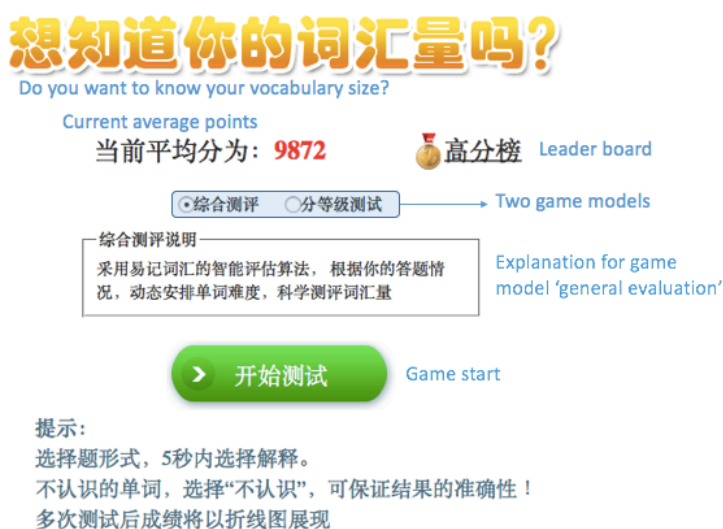 想知道你的词汇量吗?
Do you want to know your vocabulary size?
Current average points
当前平均分为：9872
高分榜 Leader board
综合测评 分等级测试 Two game models
综合测评说明
采用易记词汇的智能评估算法，根据你的答题情
况，动态安排单词难度，科学测评词汇量
Explanation for game
model ‘general evaluation’
开始测试 Game start
提示：
选择题形式，5秒内选择解释。
不认识的单词，选择“不认识”，可保证结果的准确性！
多次测试后成绩将以折线图展现